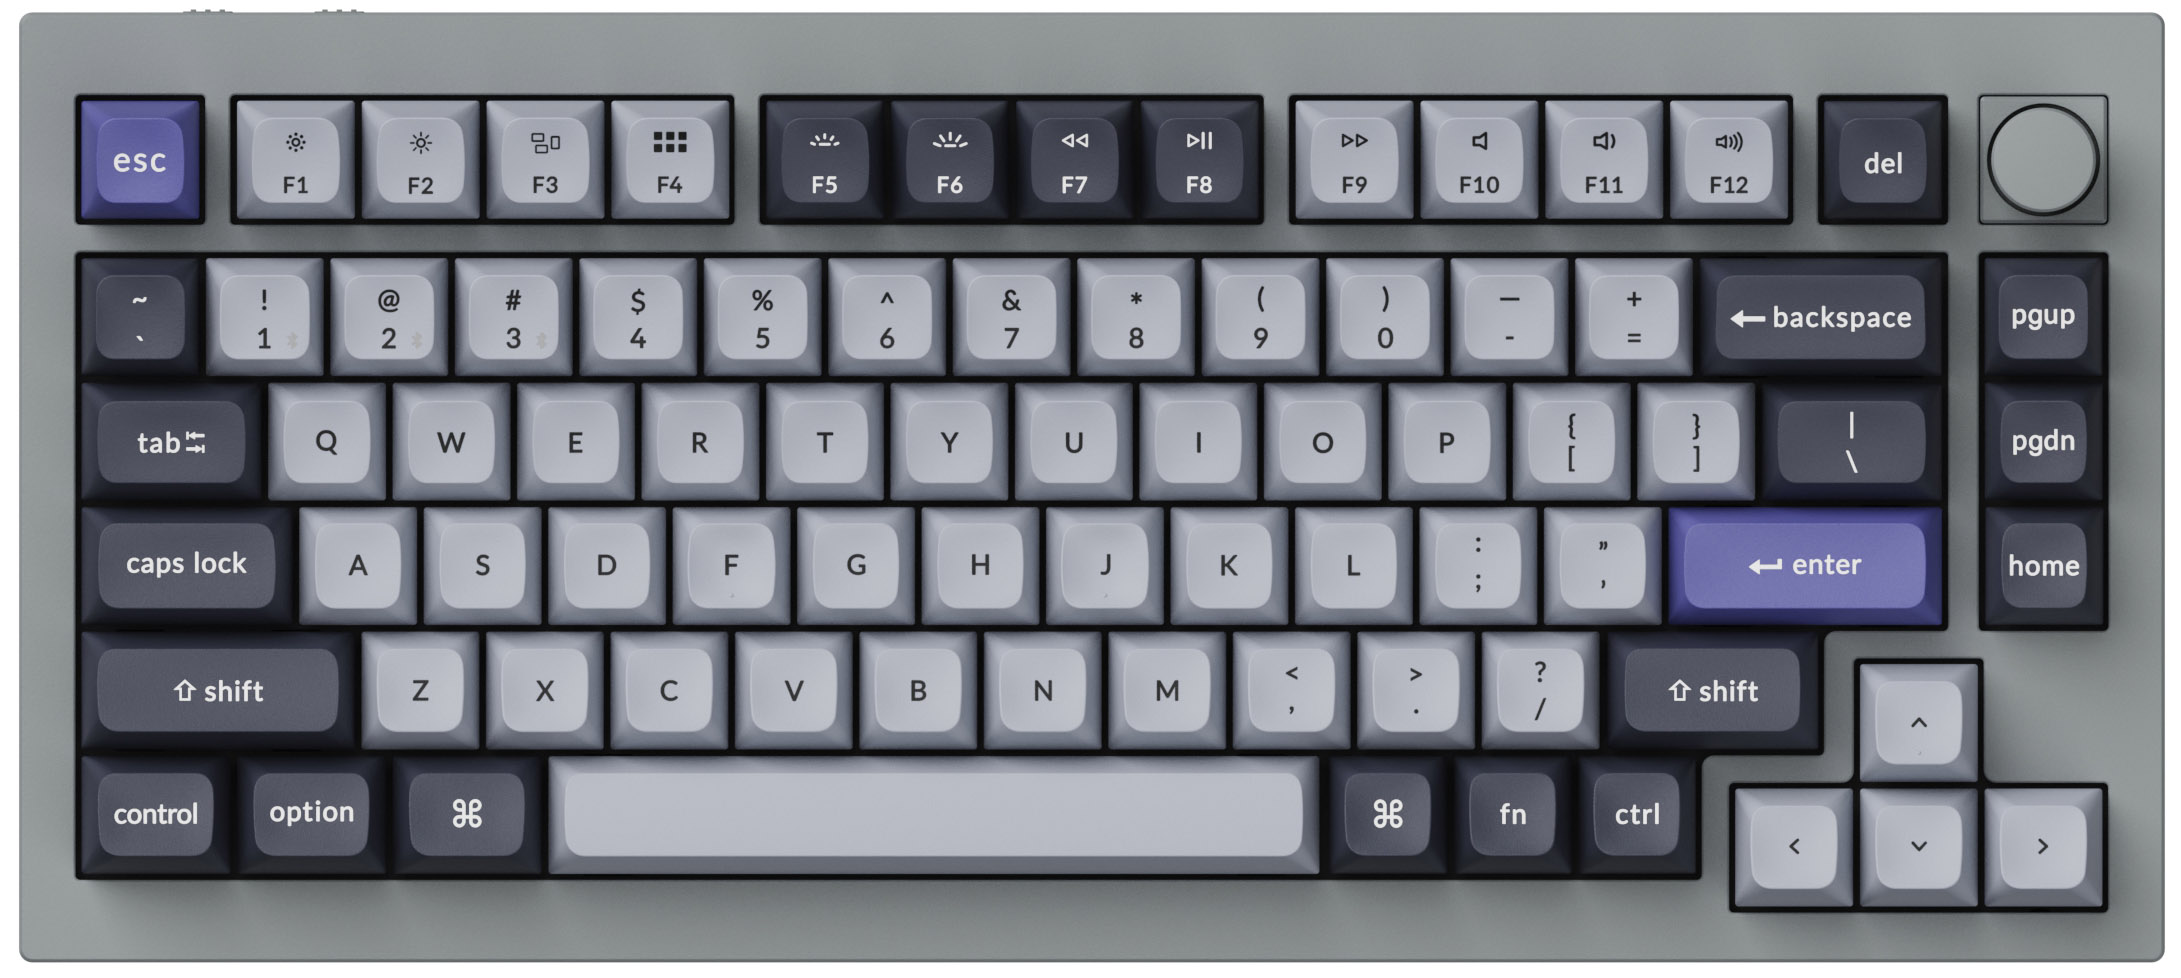 esc F1 F2 F3 F4 F5 F6 F7 F8 F9 F10 F11 F12 del
~ ! @ # $ % ^ & * ( ) — +
` 1 2 3 4 5 6 7 8 9 0 - = ← backspace pgup
tab Q W E R T Y U I O P { [ } ] | \ pgdn
caps lock A S D F G H J K L : ; " , ↵ enter home
⇧ shift Z X C V B N M < , > . ? / ⇧ shift ^
control option ⌘ ⌘ fn ctrl < ⌄ >